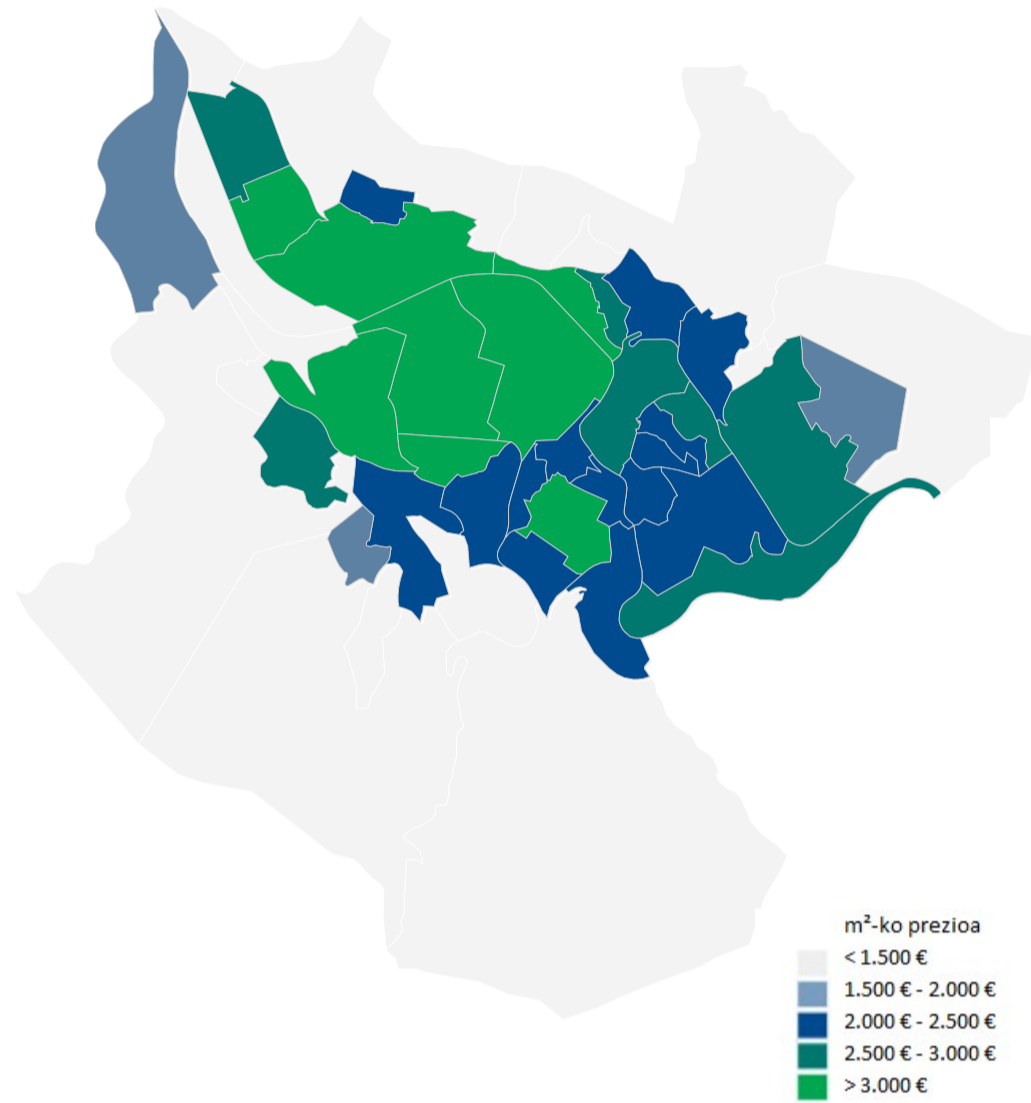 m²-ko prezioa
< 1.500 €
1.500 € - 2.000 €
2.000 € - 2.500 €
2.500 € - 3.000 €
> 3.000 €